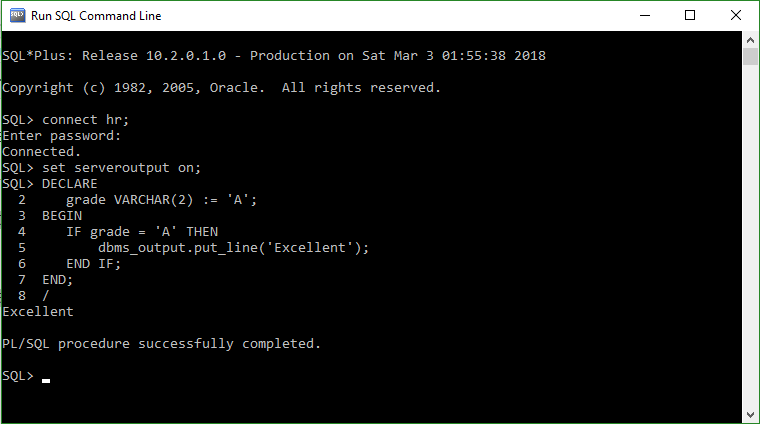 Run SQL Command Line
SQL*Plus: Release 10.2.0.1.0 - Production on Sat Mar 3 01:55:38 2018
Copyright (c) 1982, 2005, Oracle.  All rights reserved.
SQL> connect hr;
Enter password:
Connected.
SQL> set serveroutput on;
SQL> DECLARE
  2     grade VARCHAR(2) := 'A';
  3  BEGIN
  4     IF grade = 'A' THEN
  5         dbms_output.put_line('Excellent');
  6     END IF;
  7  END;
  8  /
Excellent
PL/SQL procedure successfully completed.
SQL>